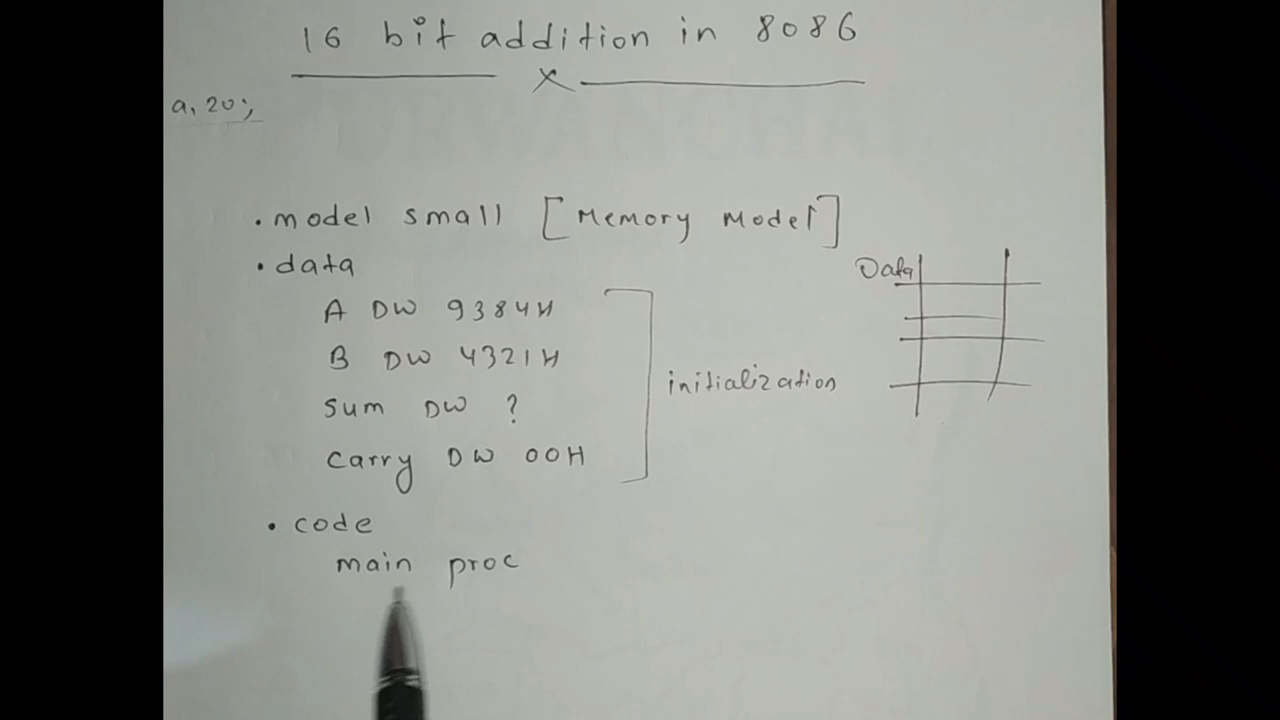 16 bit addition in 8086
x
a, 20;
.model small [Memory Model]
.data
Data
A DW 9384H
B DW 4321H
initialization
Sum DW ?
Carry DW 00H
.code
main proc